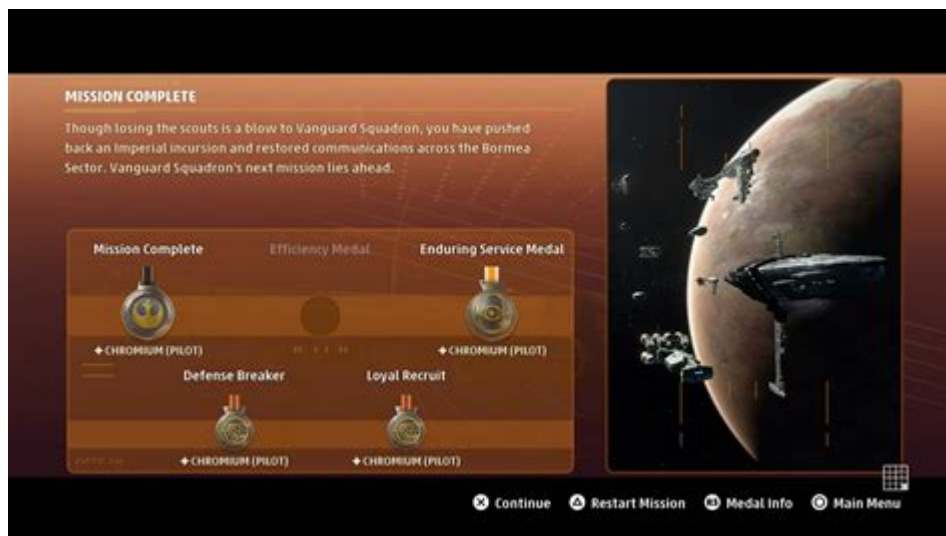 MISSION COMPLETE
Though losing the scouts is a blow to Vanguard Squadron, you have pushed
back an Imperial incursion and restored communications across the Bormea
Sector. Vanguard Squadron's next mission lies ahead.
Mission Complete
Efficiency Medal
Enduring Service Medal
CHROMIUM (PILOT)
CHROMIUM (PILOT)
Defense Breaker
Loyal Recruit
CHROMIUM (PILOT)
CHROMIUM (PILOT)
Continue
Restart Mission
R3 Medal Info
Main Menu